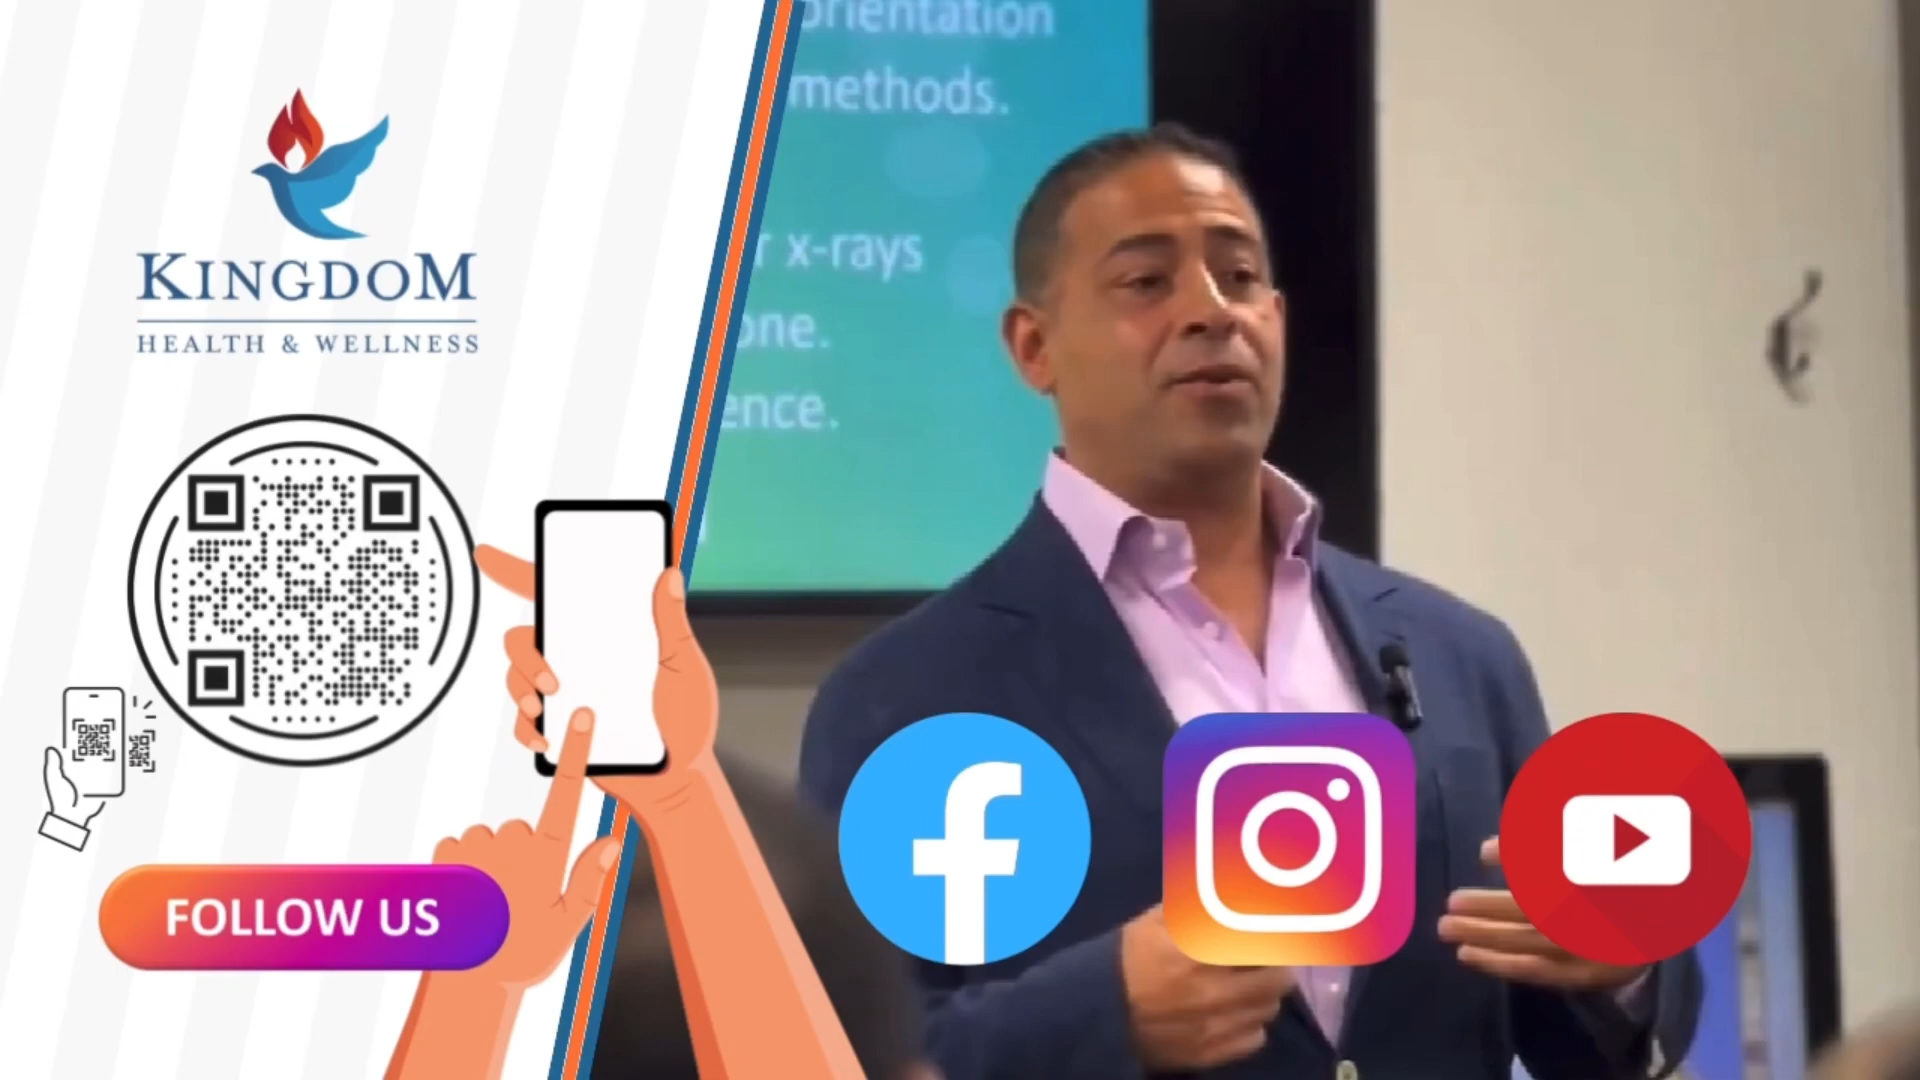 KINGDOM
HEALTH & WELLNESS
FOLLOW US
orientation
methods.
r x-rays
one.
ence.